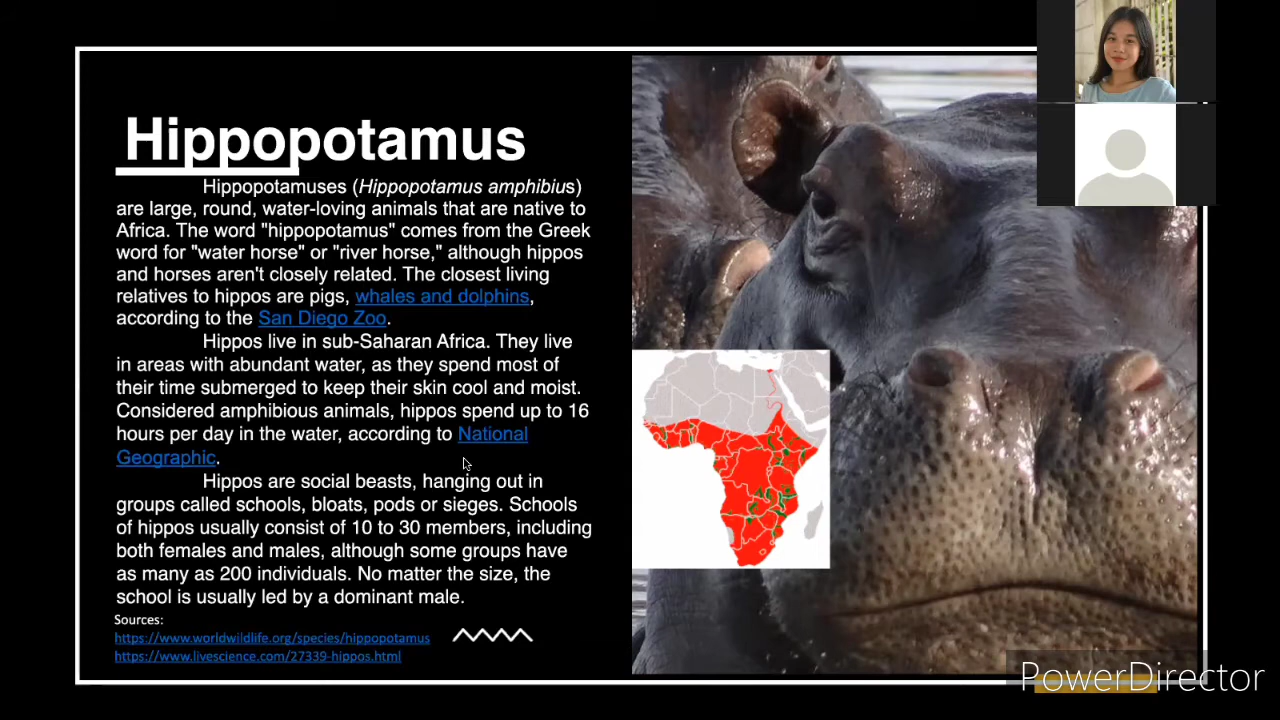 Hippopotamus
Hippopotamuses (Hippopotamus amphibius)
are large, round, water-loving animals that are native to
Africa. The word "hippopotamus" comes from the Greek
word for "water horse" or "river horse," although hippos
and horses aren't closely related. The closest living
relatives to hippos are pigs, whales and dolphins,
according to the San Diego Zoo.
Hippos live in sub-Saharan Africa. They live
in areas with abundant water, as they spend most of
their time submerged to keep their skin cool and moist.
Considered amphibious animals, hippos spend up to 16
hours per day in the water, according to National
Geographic.
Hippos are social beasts, hanging out in
groups called schools, bloats, pods or sieges. Schools
of hippos usually consist of 10 to 30 members, including
both females and males, although some groups have
as many as 200 individuals. No matter the size, the
school is usually led by a dominant male.
Sources:
https://www.worldwildlife.org/species/hippopotamus
https://www.livescience.com/27339-hippos.html
PowerDirector